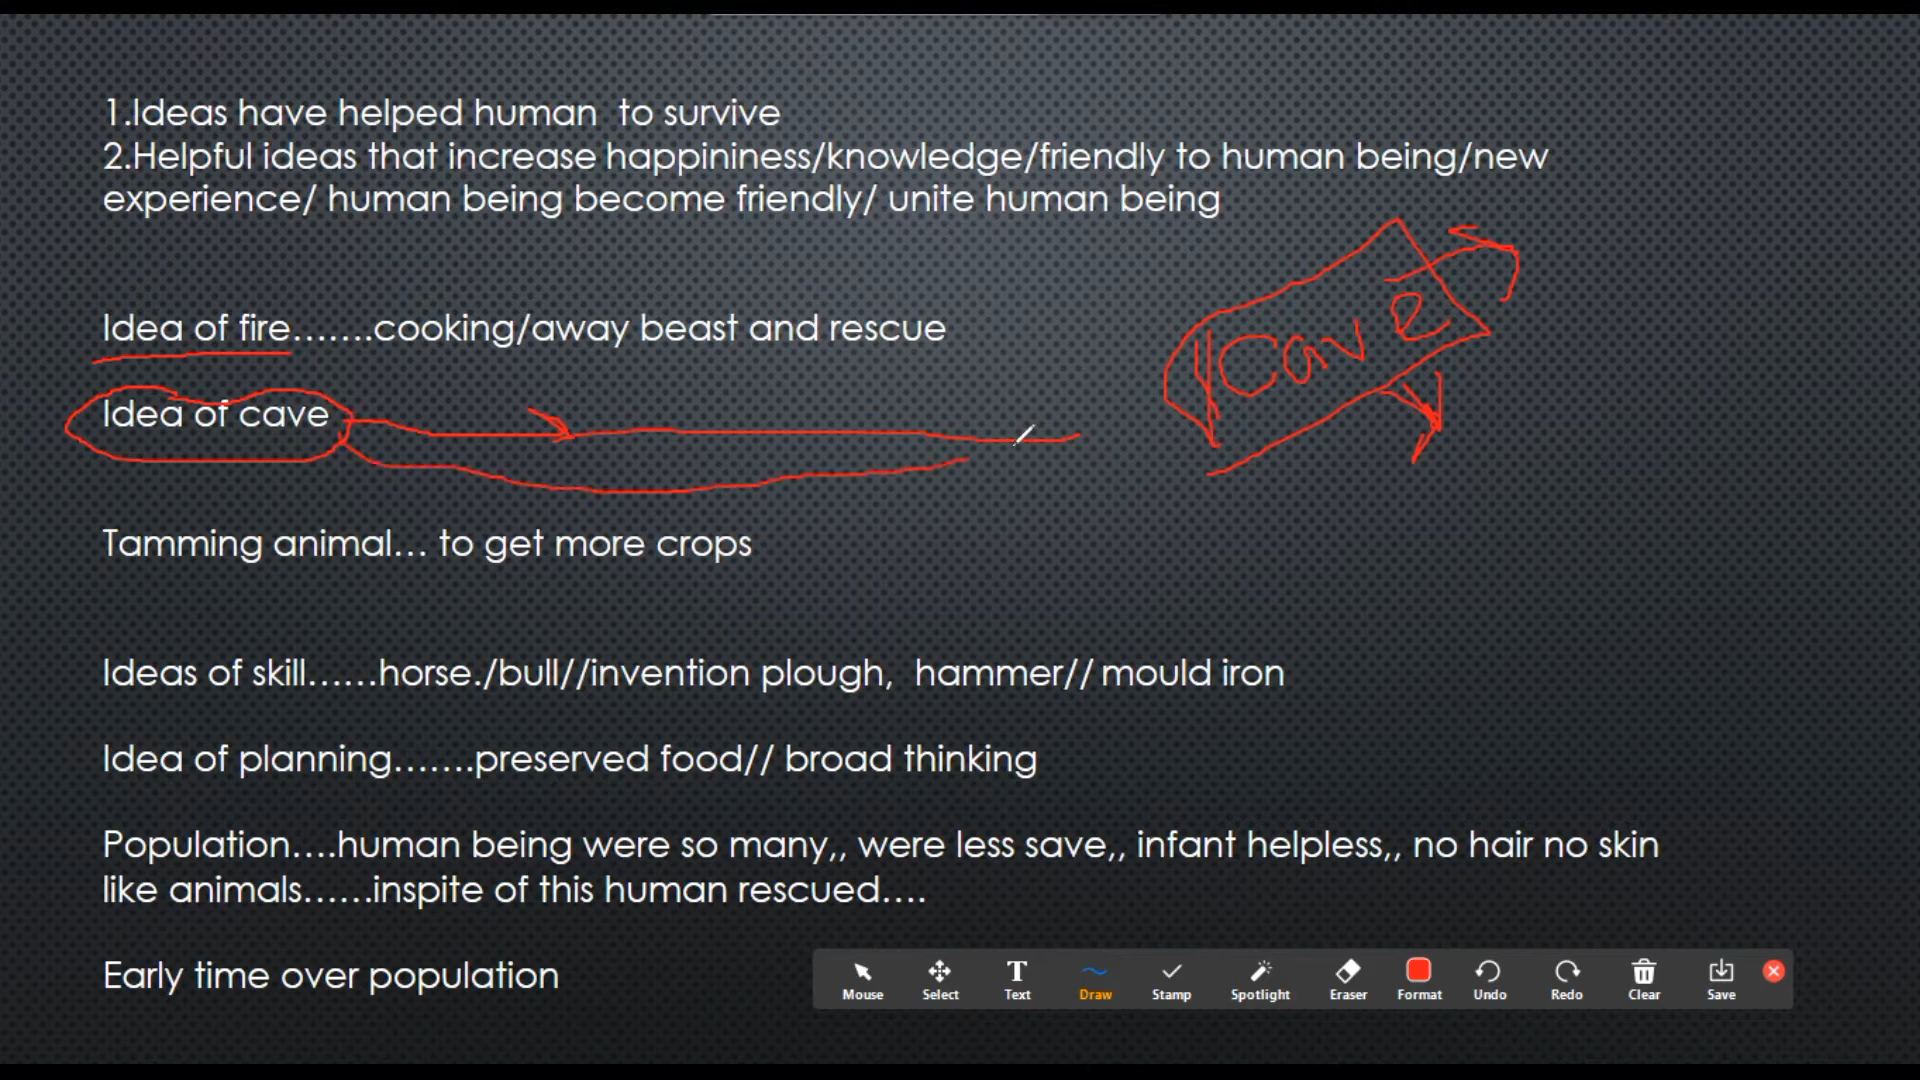 1.Ideas have helped human  to survive
2.Helpful ideas that increase happininess/knowledge/friendly to human being/new
experience/ human being become friendly/ unite human being
Idea of fire.......cooking/away beast and rescue
Cave
Idea of cave
Tamming animal... to get more crops
Ideas of skill......horse./bull//invention plough,  hammer// mould iron
Idea of planning.......preserved food// broad thinking
Population....human being were so many,, were less save,, infant helpless,, no hair no skin
like animals......inspite of this human rescued....
Early time over population
Mouse Select Text Draw Stamp Spotlight Eraser Format Undo Redo Clear Save